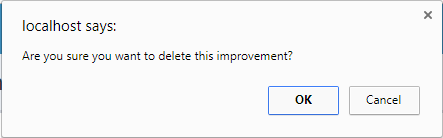 localhost says:
Are you sure you want to delete this improvement?
OK
Cancel